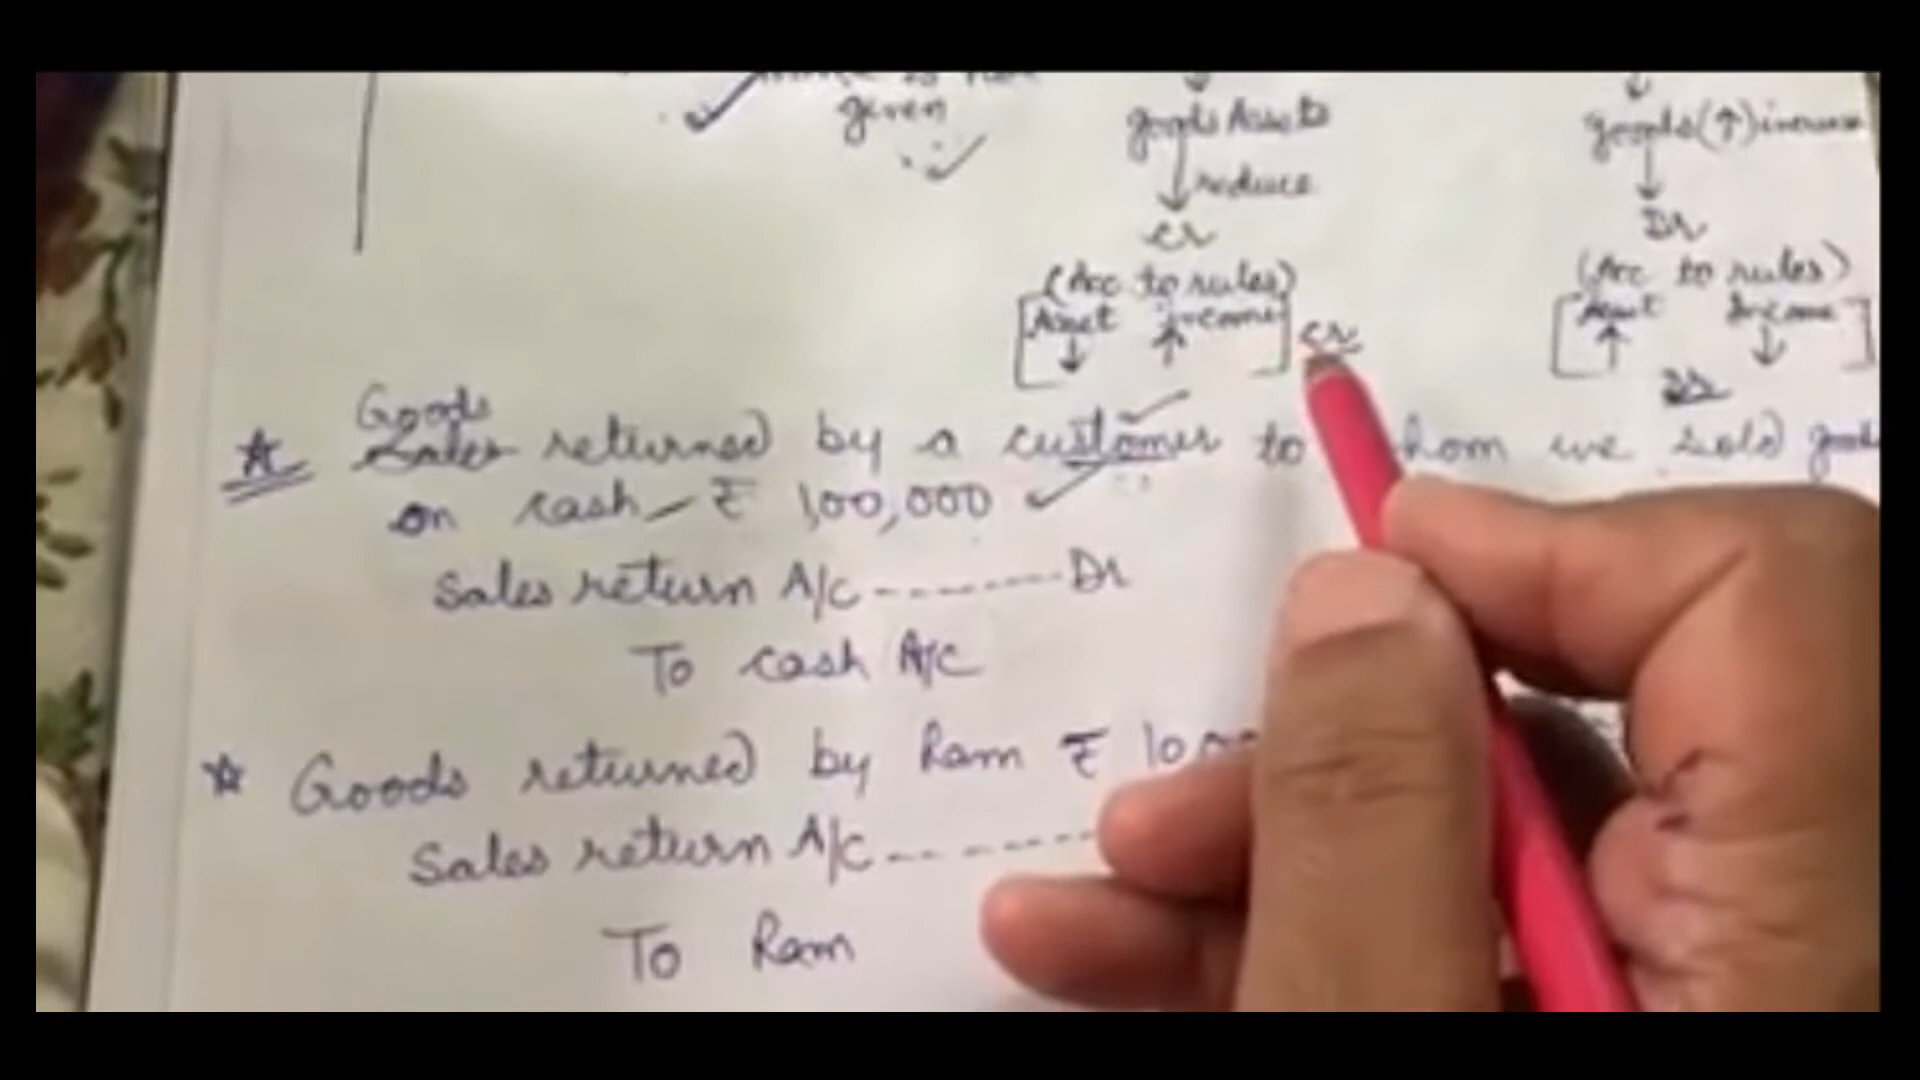 given
goods Assets
reduce
cr
(Acc to rules)
Asset income
↓ ↑
cr
goods(↑)increase
Dr
(Acc to rules)
Asset Income
↑ ↓
Dr
Goods
Sales returned by a customer to whom we sold
on cash ₹ 1,00,000
Sales return A/c -------- Dr
To cash A/c
Goods returned by Ram ₹
Sales return A/c -- - - --
To Ram